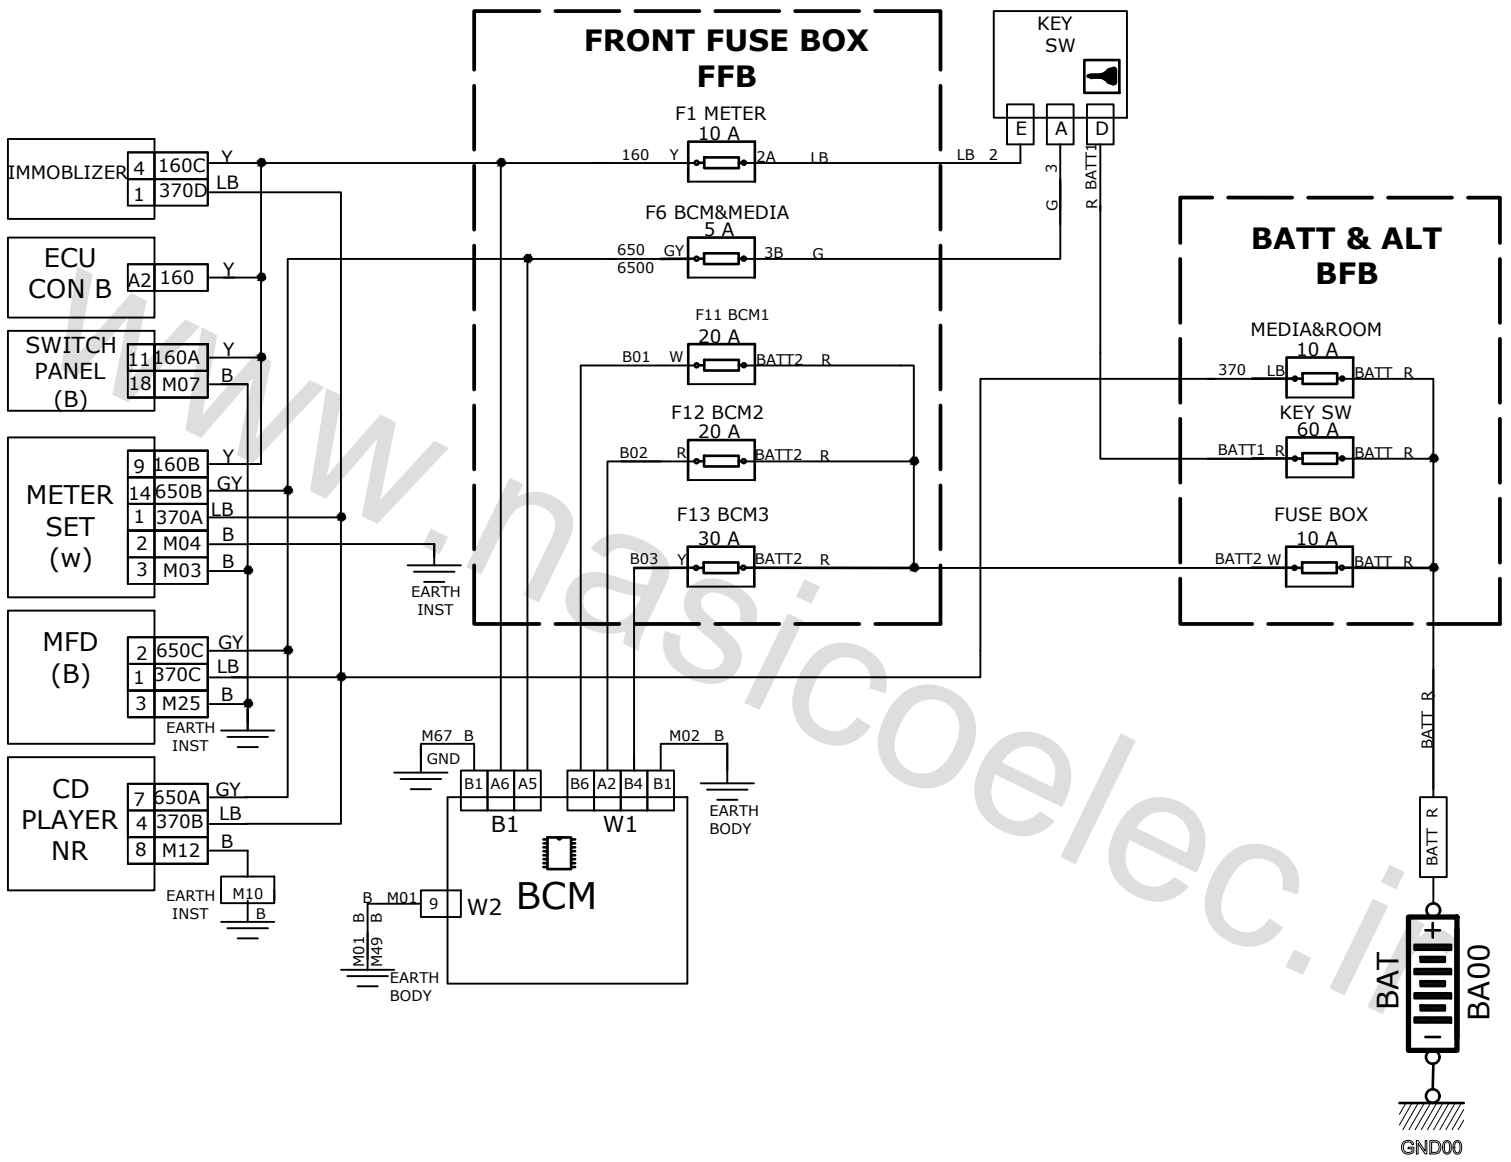 FRONT FUSE BOX
FFB
KEY
SW
E A D
F1 METER
10 A
160 Y 2A LB LB 2
G 3
R BATT1
IMMOBLIZER
4 160C Y
1 370D LB
F6 BCM&MEDIA
5 A
650 GY 3B G
6500
ECU
CON B
A2 160 Y
BATT & ALT
BFB
F11 BCM1
20 A
B01 W BATT2 R
MEDIA&ROOM
10 A
370 LB BATT R
SWITCH
PANEL
(B)
11 160A Y
18 M07 B
F12 BCM2
20 A
B02 R BATT2 R
KEY SW
60 A
BATT1 R BATT R
METER
SET
(w)
9 160B Y
14 650B GY
1 370A LB
2 M04 B
3 M03 B
EARTH
INST
F13 BCM3
30 A
B03 Y BATT2 R
FUSE BOX
10 A
BATT2 W BATT R
MFD
(B)
2 650C GY
1 370C LB
3 M25 B
EARTH
INST
BATT R
CD
PLAYER
NR
7 650A GY
4 370B LB
8 M12 B
M10
EARTH
INST
B
M67 B
GND
M02 B
EARTH
BODY
B1 A6 A5
B6 A2 B4 B1
B1
W1
BCM
9 W2
B M01
M01 B
M49 B
EARTH
BODY
BATT R
+
BAT
BA00
−
GND00
www.nasicoelec.ir